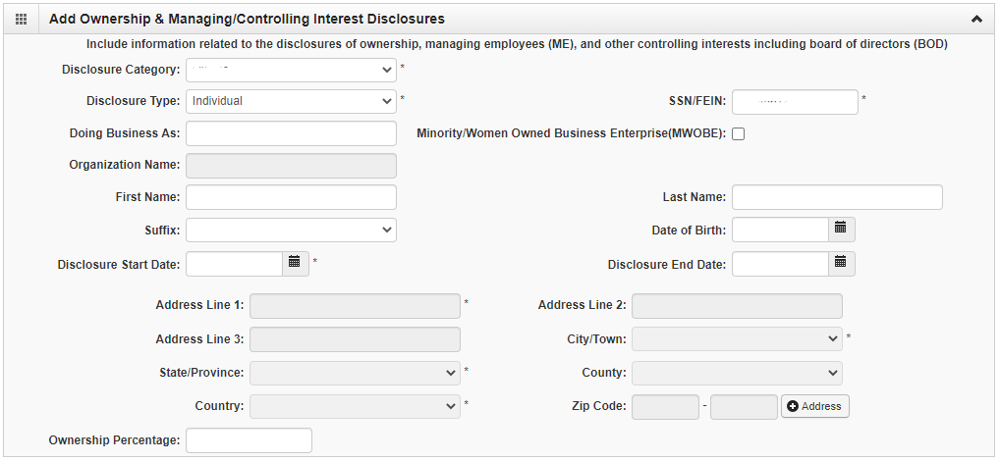 Add Ownership & Managing/Controlling Interest Disclosures
Include information related to the disclosures of ownership, managing employees (ME), and other controlling interests including board of directors (BOD)
Disclosure Category: *
Disclosure Type: Individual * SSN/FEIN: *
Doing Business As: Minority/Women Owned Business Enterprise(MWOBE):
Organization Name:
First Name: Last Name:
Suffix: Date of Birth:
Disclosure Start Date: * Disclosure End Date:
Address Line 1: * Address Line 2:
Address Line 3: City/Town: *
State/Province: * County:
Country: * Zip Code: - Address
Ownership Percentage: